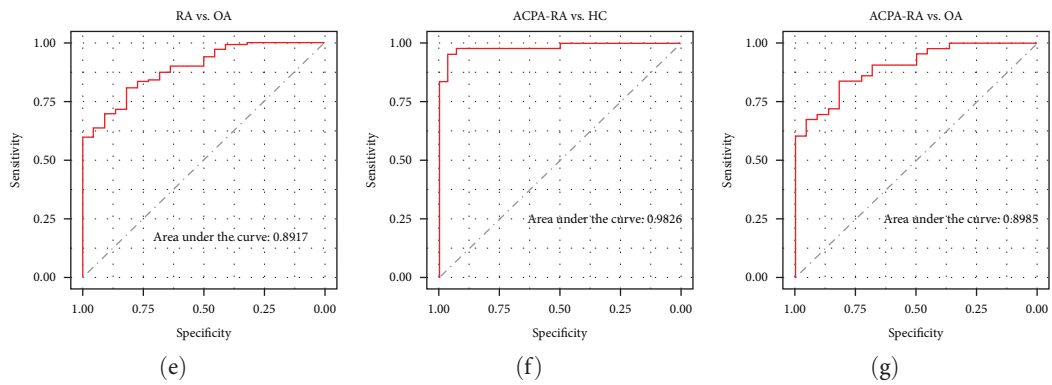 RA vs. OA
1.00
0.75
0.50
0.25
0.00
Sensitivity
Area under the curve: 0.8917
1.00 0.75 0.50 0.25 0.00
Specificity
(e)
ACPA-RA vs. HC
1.00
0.75
0.50
0.25
0.00
Sensitivity
Area under the curve: 0.9826
1.00 0.75 0.50 0.25 0.00
Specificity
(f)
ACPA-RA vs. OA
1.00
0.75
0.50
0.25
0.00
Sensitivity
Area under the curve: 0.8985
1.00 0.75 0.50 0.25 0.00
Specificity
(g)